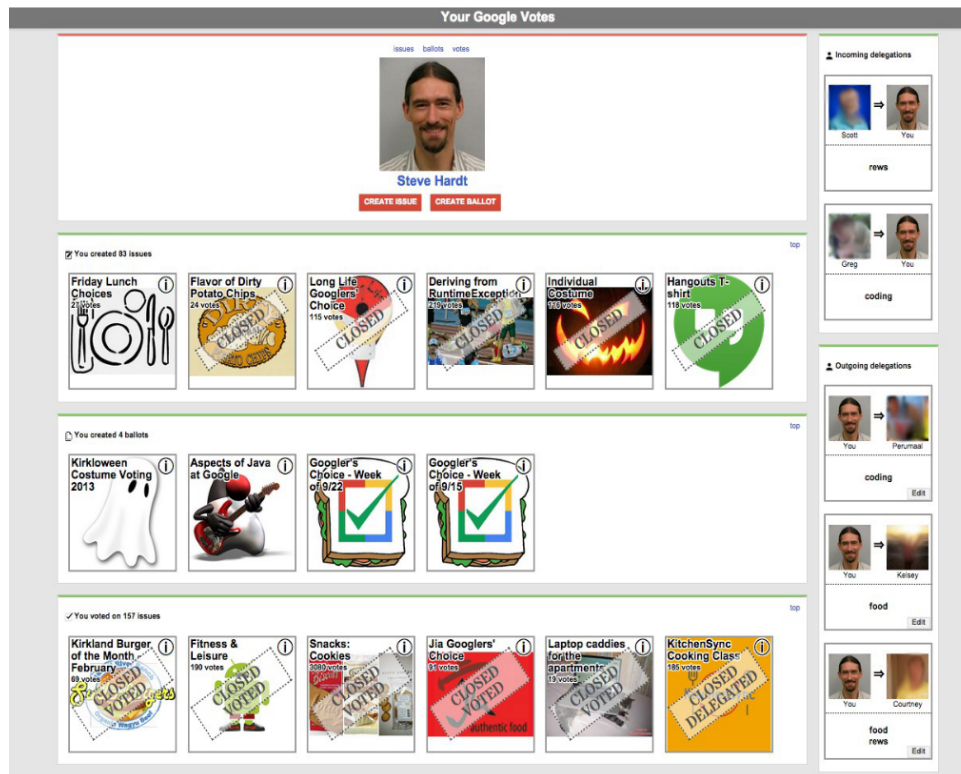 Your Google Votes
issues ballots votes
Steve Hardt
CREATE ISSUE CREATE BALLOT
You created 83 issues
top
Friday Lunch
Choices
Flavor of Dirty
Potato Chips
24 votes
CLOSED
Long Life
Googlers'
Choice
115 votes
CLOSED
Deriving from
RuntimeException
219 votes
CLOSED
Individual
Costume
CLOSED
Hangouts T-
shirt
118 votes
CLOSED
You created 4 ballots
top
Kirkloween
Costume Voting
2013
Aspects of Java
at Google
Googler's
Choice - Week
of 9/22
Googler's
Choice - Week
of 9/15
You voted on 157 issues
top
Kirkland Burger
of the Month -
February
69 votes
CLOSED
VOTED
Fitness &
Leisure
190 votes
CLOSED
VOTED
Snacks:
Cookies
3080 votes
CLOSED
VOTED
Jia Googlers'
Choice
91 votes
CLOSED
VOTED
authentic food
Laptop caddies
for the
apartments
19 votes
CLOSED
VOTED
KitchenSync
Cooking Class
185 votes
CLOSED
DELEGATED
Incoming delegations
⇒
Scott You
rews
⇒
Greg You
coding
Outgoing delegations
⇒
You Perumaal
coding
Edit
⇒
You Kelsey
food
Edit
⇒
You Courtney
food
rews
Edit